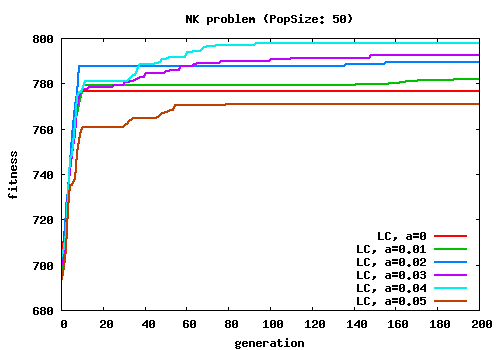 NK problem (PopSize: 50)
800
780
760
740
720
700
680
fitness
LC, a=0
LC, a=0.01
LC, a=0.02
LC, a=0.03
LC, a=0.04
LC, a=0.05
0 20 40 60 80 100 120 140 160 180 200
generation